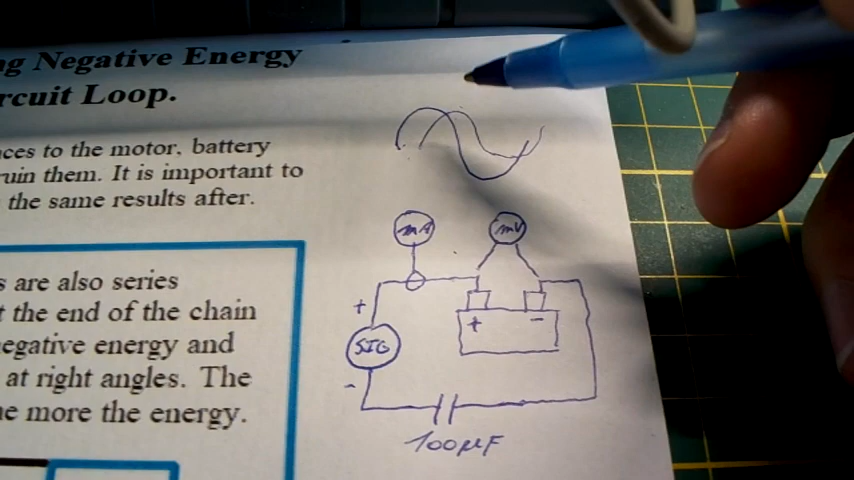 ng Negative Energy
rcuit Loop.
ces to the motor, battery
ruin them. It is important to
the same results after.
s are also series
t the end of the chain
egative energy and
at right angles. The
e more the energy.
mA
mV
+
SIG
-
+ -
100µF